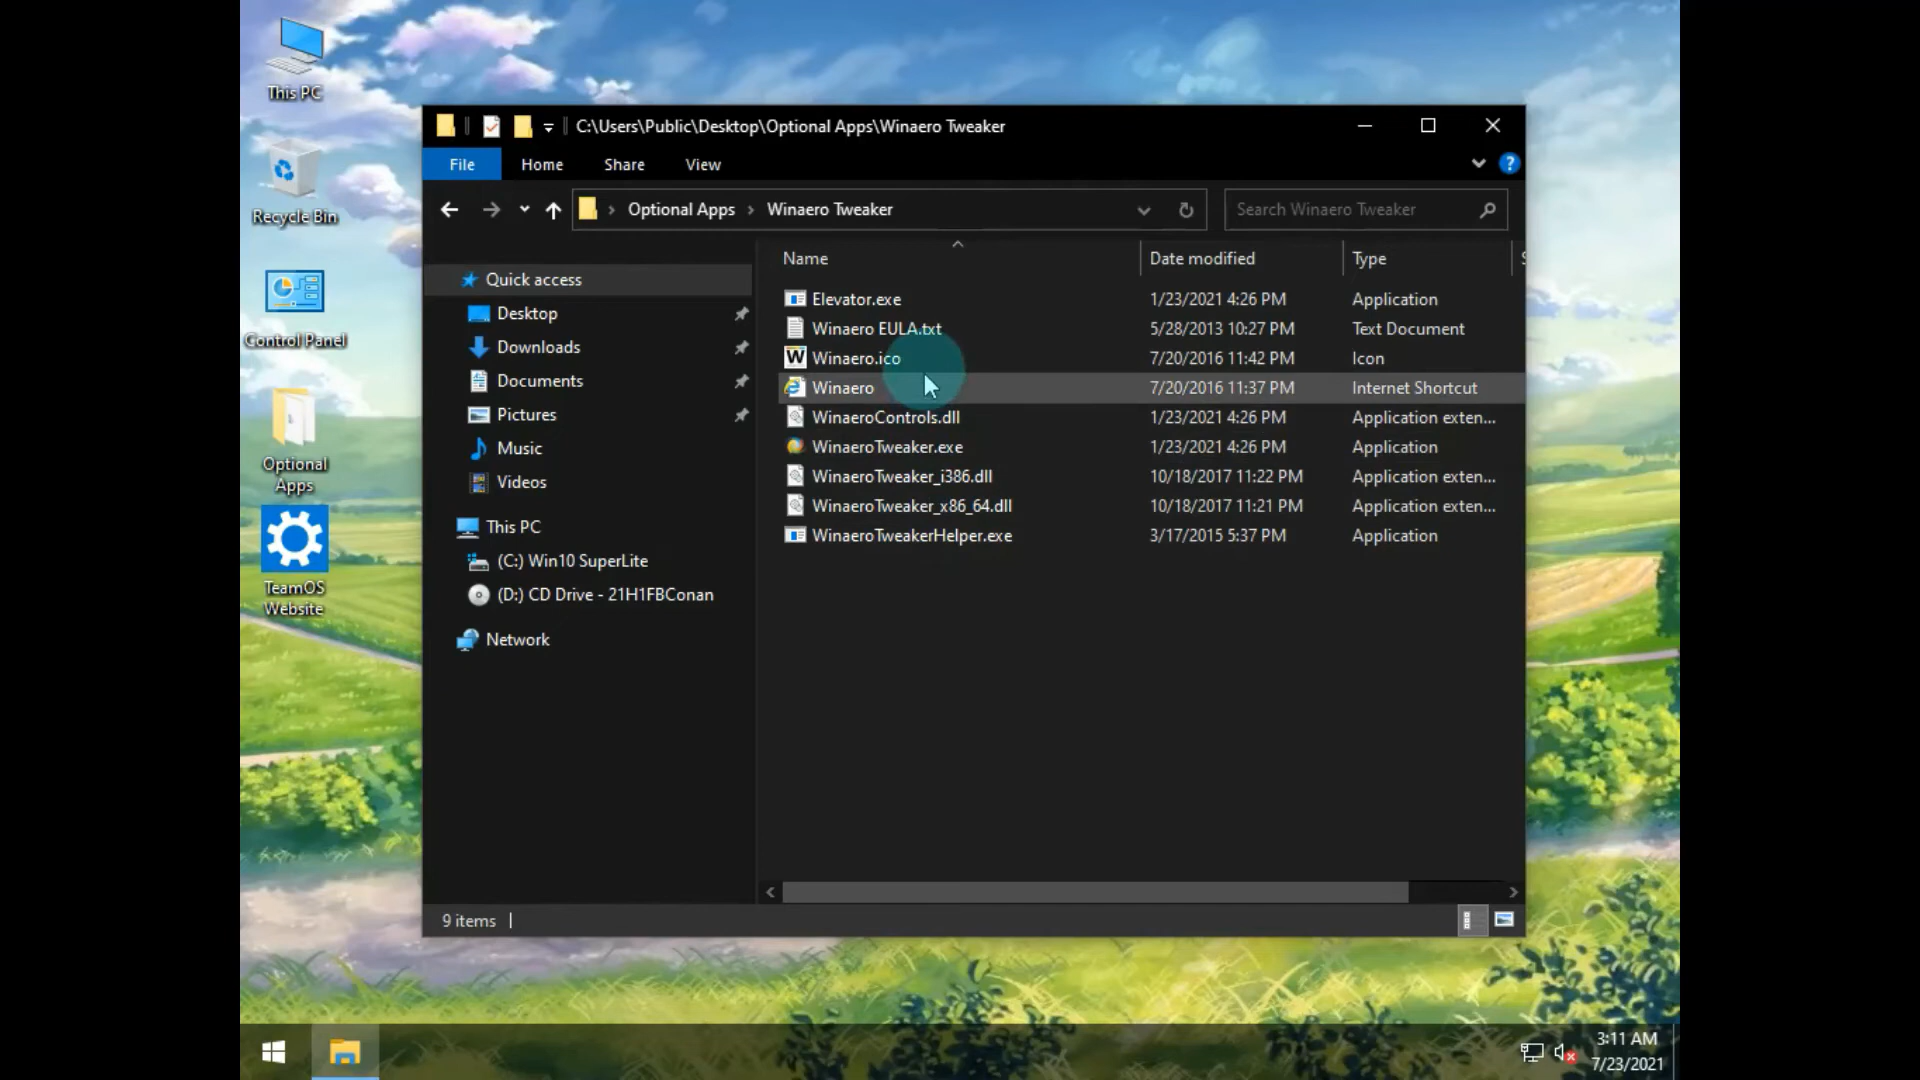 This PC
Recycle Bin
Control Panel
Optional
Apps
TeamOS
Website
C:\Users\Public\Desktop\Optional Apps\Winaero Tweaker
File Home Share View
Optional Apps > Winaero Tweaker
Search Winaero Tweaker
Quick access
Desktop
Downloads
Documents
Pictures
Music
Videos
This PC
(C:) Win10 SuperLite
(D:) CD Drive - 21H1FBConan
Network
Name Date modified Type
Elevator.exe 1/23/2021 4:26 PM Application
Winaero EULA.txt 5/28/2013 10:27 PM Text Document
Winaero.ico 7/20/2016 11:42 PM Icon
Winaero 7/20/2016 11:37 PM Internet Shortcut
WinaeroControls.dll 1/23/2021 4:26 PM Application exten...
WinaeroTweaker.exe 1/23/2021 4:26 PM Application
WinaeroTweaker_i386.dll 10/18/2017 11:22 PM Application exten...
WinaeroTweaker_x86_64.dll 10/18/2017 11:21 PM Application exten...
WinaeroTweakerHelper.exe 3/17/2015 5:37 PM Application
9 items
3:11 AM
7/23/2021